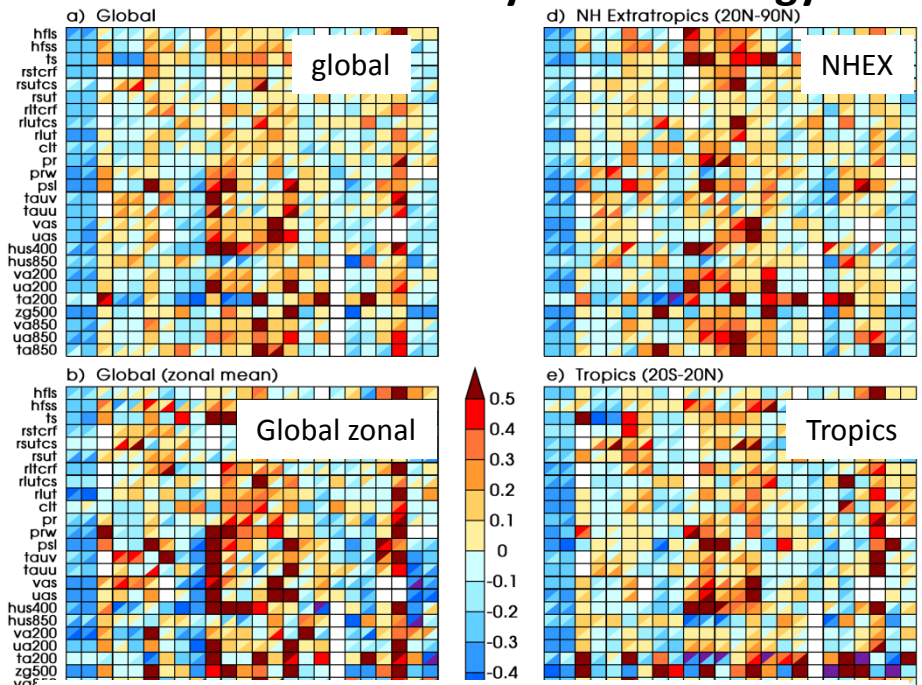 a) Global
global
hfls
hfss
ts
rstcrf
rsutcs
rsut
rltcrf
rlutcs
rlut
clt
pr
prw
psl
tauv
tauu
vas
uas
hus400
hus850
va200
ua200
ta200
zg500
va850
ua850
ta850
d) NH Extratropics (20N-90N)
NHEX
b) Global (zonal mean)
Global zonal
hfls
hfss
ts
rstcrf
rsutcs
rsut
rltcrf
rlutcs
rlut
clt
pr
prw
psl
tauv
tauu
vas
uas
hus400
hus850
va200
ua200
ta200
zg500
0.5
0.4
0.3
0.2
0.1
0
-0.1
-0.2
-0.3
-0.4
e) Tropics (20S-20N)
Tropics